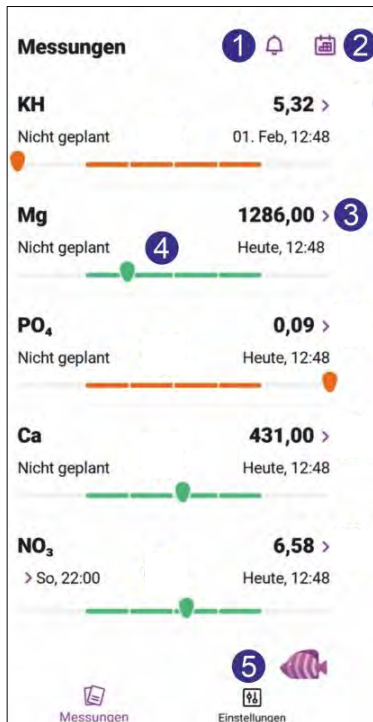 Messungen 1 2
KH 5,32 >
Nicht geplant 01. Feb, 12:48
Mg 1286,00 > 3
Nicht geplant 4 Heute, 12:48
PO₄ 0,09 >
Nicht geplant Heute, 12:48
Ca 431,00 >
Nicht geplant Heute, 12:48
NO₃ 6,58 >
> So, 22:00 Heute, 12:48
5
Messungen Einstellungen